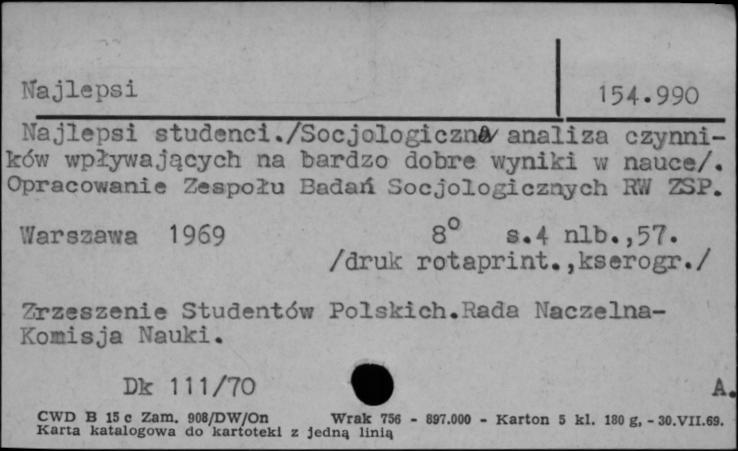 Najlepsi
154.990
Najlepsi studenci./Socjologiczna analiza czynni-
ków wpływających na bardzo dobre wyniki w nauce/.
Opracowanie Zespołu Badań Socjologicznych RW ZSP.
Warszawa 1969 8° s.4 nlb.,57.
/druk rotaprint.,kserogr./
Zrzeszenie Studentów Polskich.Rada Naczelna-
Komisja Nauki.
Dk 111/70 A.
CWD B 15 c Zam. 908/DW/On Wrak 756 - 897.000 - Karton 5 kl. 180 g, - 30.VII.69.
Karta katalogowa do kartoteki z jedną linią